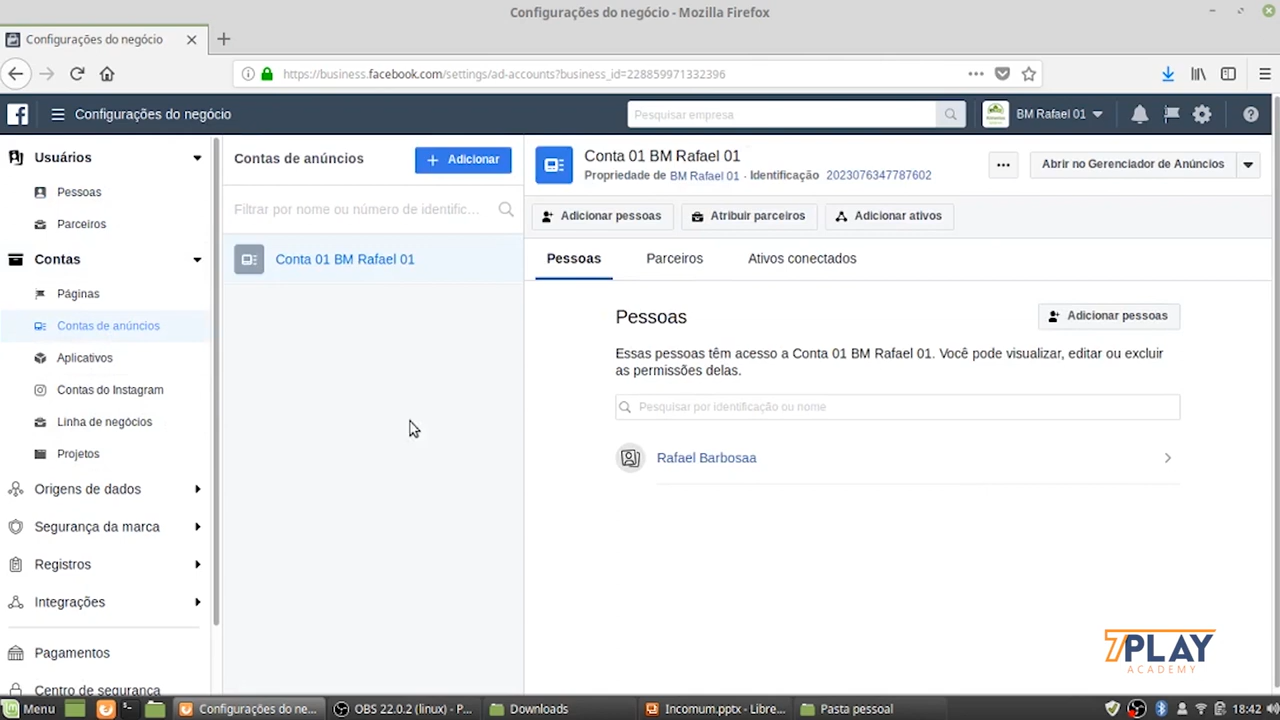 Configurações do negócio - Mozilla Firefox
Configurações do negócio
https://business.facebook.com/settings/ad-accounts?business_id=228859971332396
Configurações do negócio
Pesquisar empresa
BM Rafael 01
Usuários
Pessoas
Parceiros
Contas
Páginas
Contas de anúncios
Aplicativos
Contas do Instagram
Linha de negócios
Projetos
Origens de dados
Segurança da marca
Registros
Integrações
Pagamentos
Centro de segurança
Contas de anúncios
Adicionar
Filtrar por nome ou número de identific...
Conta 01 BM Rafael 01
Conta 01 BM Rafael 01
Propriedade de BM Rafael 01 · Identificação 2023076347787602
Abrir no Gerenciador de Anúncios
Adicionar pessoas
Atribuir parceiros
Adicionar ativos
Pessoas
Parceiros
Ativos conectados
Pessoas
Adicionar pessoas
Essas pessoas têm acesso a Conta 01 BM Rafael 01. Você pode visualizar, editar ou excluir
as permissões delas.
Pesquisar por identificação ou nome
Rafael Barbosaa
7PLAY
ACADEMY
Menu
Configurações do ne...
OBS 22.0.2 (linux) - P...
Downloads
Incomum.pptx - Libre...
Pasta pessoal
18:42